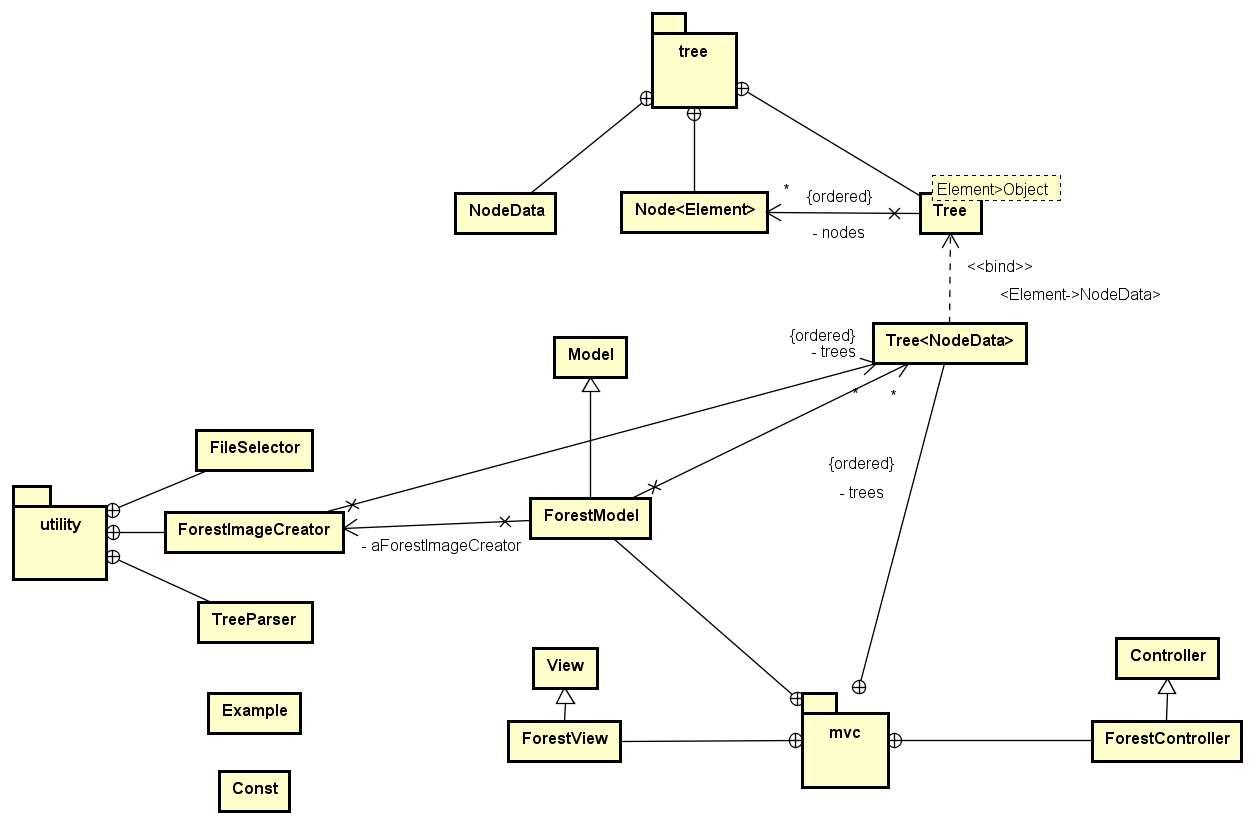 tree
Element>Object
NodeData
Node<Element>
*
{ordered}
Tree
- nodes
<<bind>>
<Element->NodeData>
{ordered}
- trees
Tree<NodeData>
Model
*
*
FileSelector
{ordered}
- trees
utility
ForestImageCreator
ForestModel
- aForestImageCreator
TreeParser
View
Controller
Example
mvc
ForestView
ForestController
Const